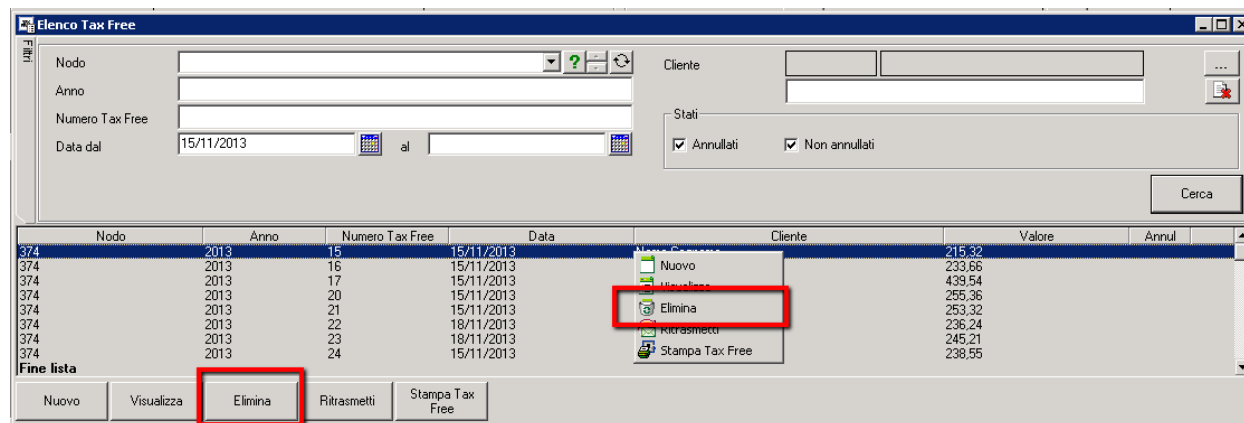 Elenco Tax Free
Filtri
Nodo
?
Cliente
...
Anno
Numero Tax Free
Stati
Data dal 15/11/2013 al
Annullati Non annullati
Cerca
Nodo Anno Numero Tax Free Data Cliente Valore Annul
374 2013 15 15/11/2013 Nome Cognome 215,32
374 2013 16 15/11/2013 233,66
374 2013 17 15/11/2013 439,54
374 2013 20 15/11/2013 255,36
374 2013 21 15/11/2013 253,32
374 2013 22 18/11/2013 236,24
374 2013 23 18/11/2013 245,21
374 2013 24 15/11/2013 238,55
Fine lista
Nuovo
Visualizza
Elimina
Ritrasmetti
Stampa Tax Free
Nuovo Visualizza Elimina Ritrasmetti Stampa Tax
Free